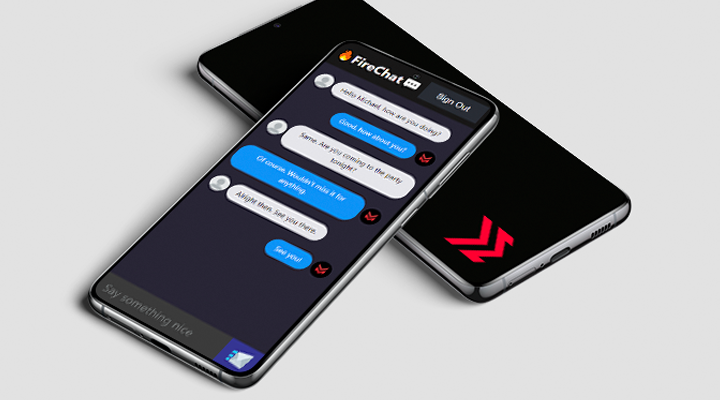 🔥FireChat💬
Sign Out
Hello Michael, how are you doing?
Good, how about you?
Same. Are you coming to the party
tonight?
Of course. Wouldn't miss it for
anything.
Alright then. See you there.
See you!
Say something nice